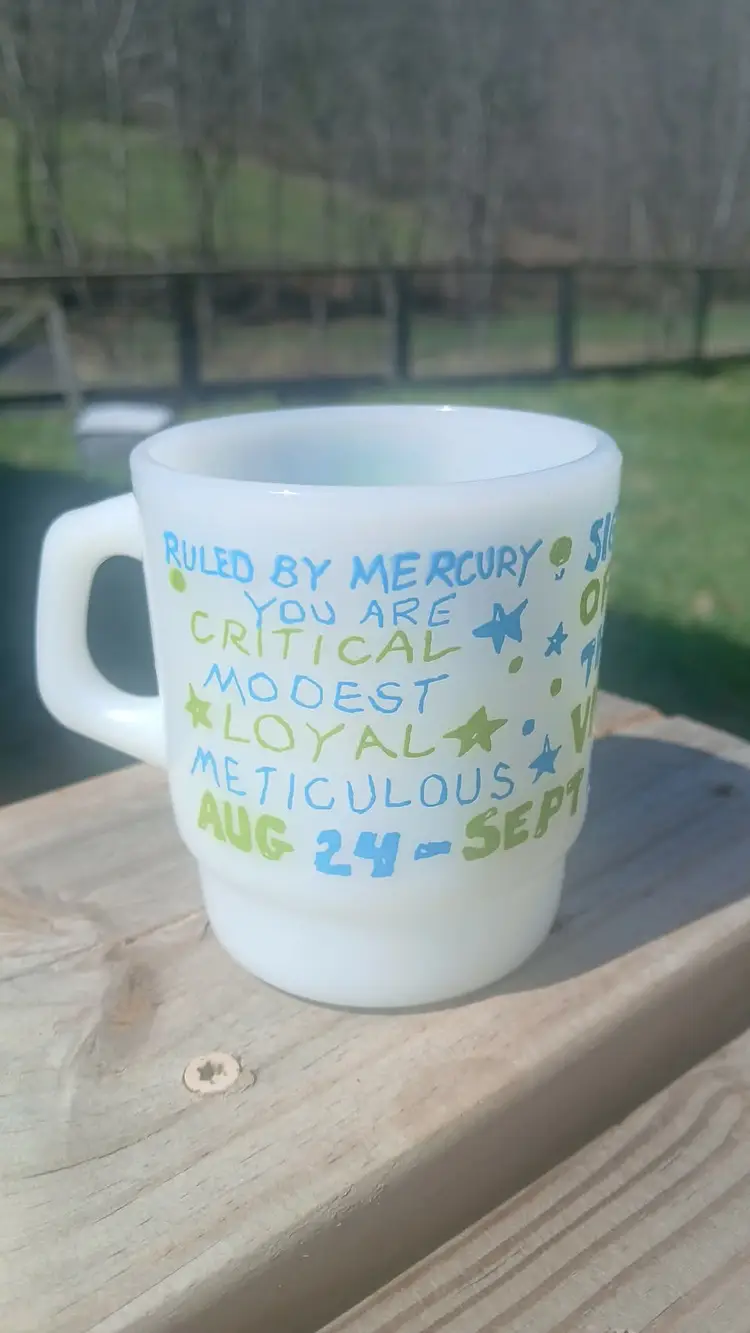 RULED BY MERCURY
YOU ARE
CRITICAL
MODEST
LOYAL
METICULOUS
AUG 24 - SEPT